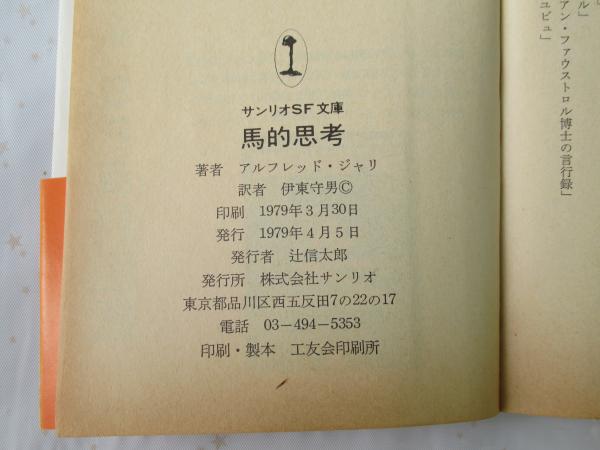 サンリオSF文庫
馬的思考
著者 アルフレッド・ジャリ
訳者 伊東守男©
印刷 1979年3月30日
発行 1979年4月5日
発行者 辻信太郎
発行所 株式会社サンリオ
東京都品川区西五反田7の22の17
電話 03-494-5353
印刷・製本 工友会印刷所
ル」
アン・ファウストロル博士の言行録」
ユビュ」